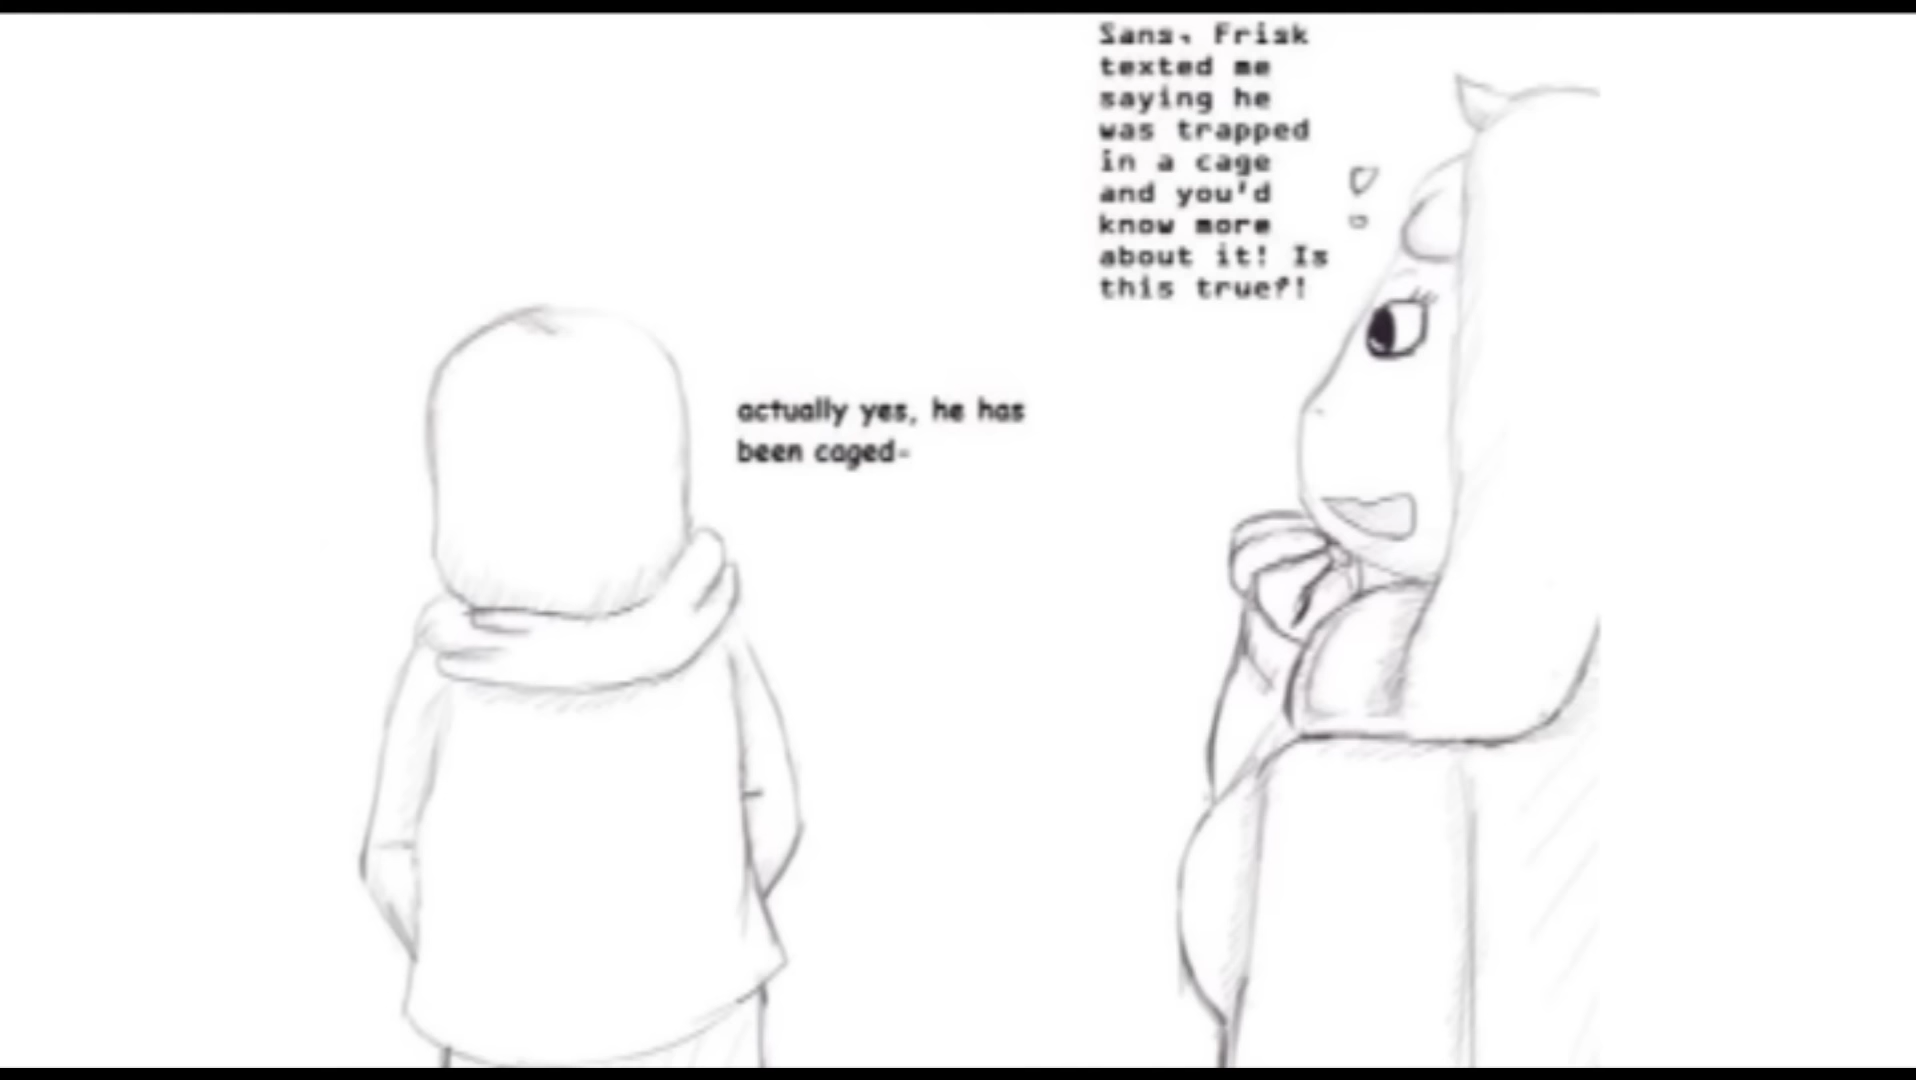 Sans, Frisk
texted me
saying he
was trapped
in a cage
and you'd
know more
about it! Is
this true?!
actually yes, he has
been caged-